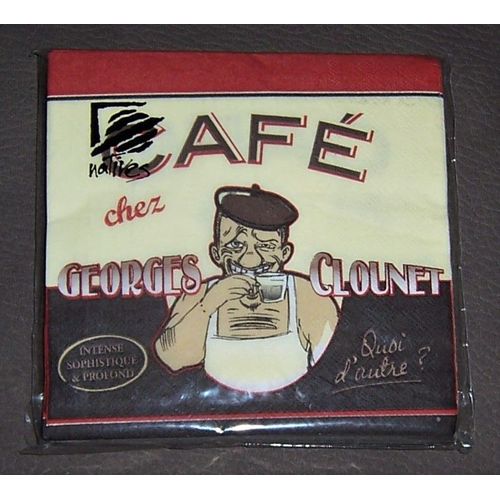 natives
CAFÉ
chez
GEORGES CLOUNET
INTENSE
SOPHISTIQUE
& PROFOND
Quoi
d'autre ?